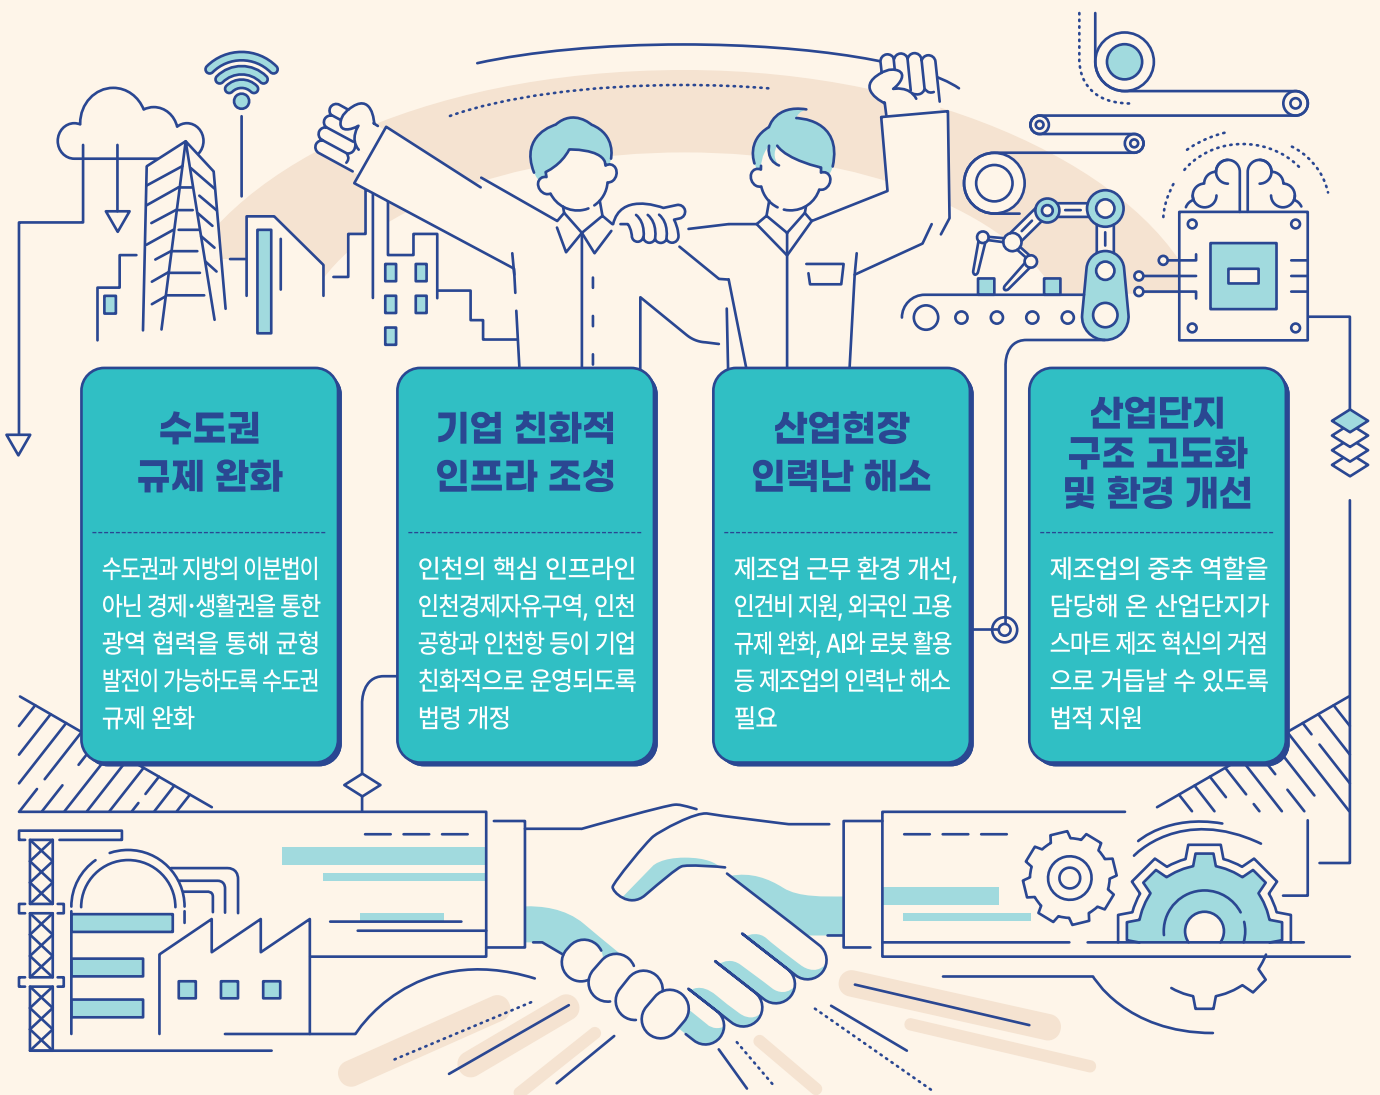 수도권
규제 완화
수도권과 지방의 이분법이
아닌 경제·생활권을 통한
광역 협력을 통해 균형
발전이 가능하도록 수도권
규제 완화
기업 친화적
인프라 조성
인천의 핵심 인프라인
인천경제자유구역, 인천
공항과 인천항 등이 기업
친화적으로 운영되도록
법령 개정
산업현장
인력난 해소
제조업 근무 환경 개선,
인건비 지원, 외국인 고용
규제 완화, AI와 로봇 활용
등 제조업의 인력난 해소
필요
산업단지
구조 고도화
및 환경 개선
제조업의 중추 역할을
담당해 온 산업단지가
스마트 제조 혁신의 거점
으로 거듭날 수 있도록
법적 지원